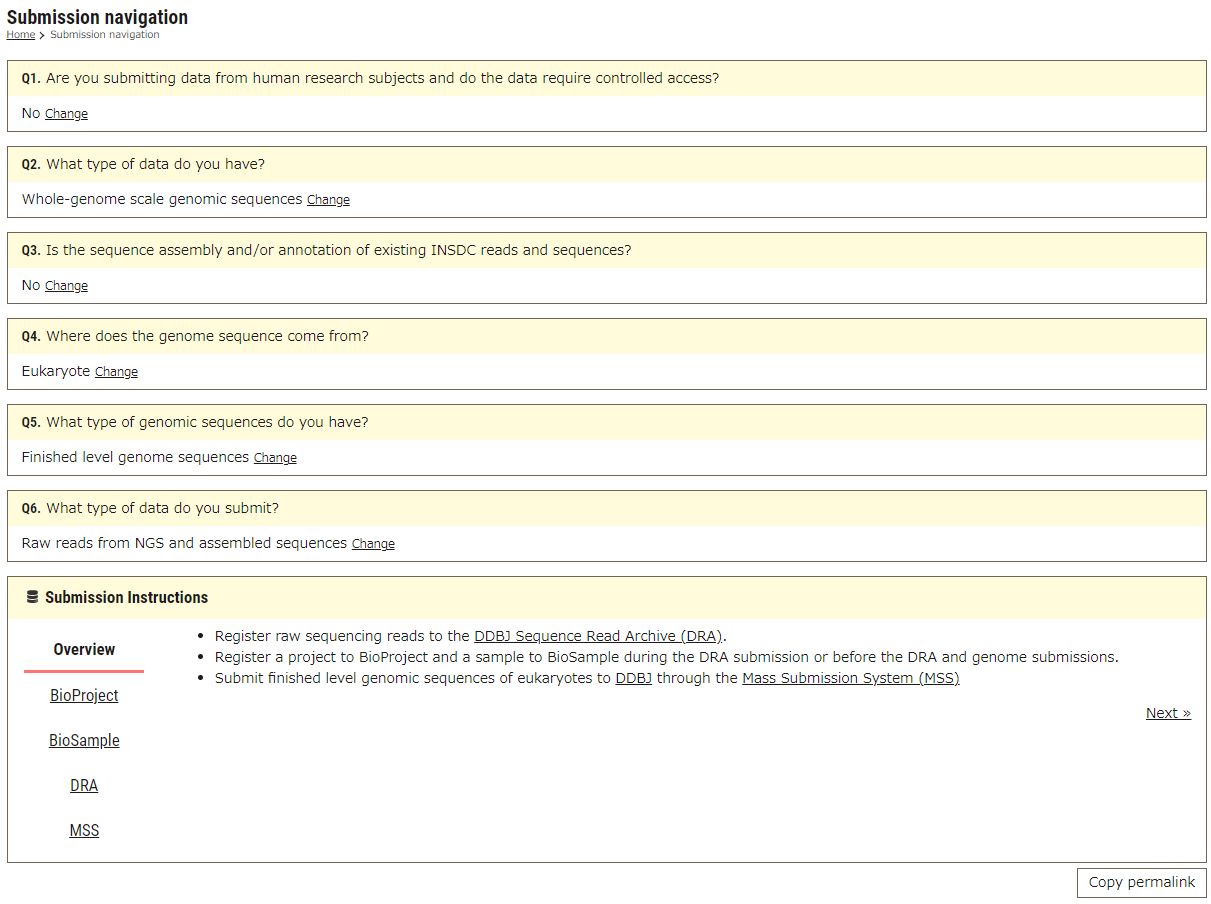 Submission navigation
Home > Submission navigation
Q1. Are you submitting data from human research subjects and do the data require controlled access?
No Change
Q2. What type of data do you have?
Whole-genome scale genomic sequences Change
Q3. Is the sequence assembly and/or annotation of existing INSDC reads and sequences?
No Change
Q4. Where does the genome sequence come from?
Eukaryote Change
Q5. What type of genomic sequences do you have?
Finished level genome sequences Change
Q6. What type of data do you submit?
Raw reads from NGS and assembled sequences Change
Submission Instructions
Overview
BioProject
BioSample
DRA
MSS
• Register raw sequencing reads to the DDBJ Sequence Read Archive (DRA).
• Register a project to BioProject and a sample to BioSample during the DRA submission or before the DRA and genome submissions.
• Submit finished level genomic sequences of eukaryotes to DDBJ through the Mass Submission System (MSS)
Next »
Copy permalink